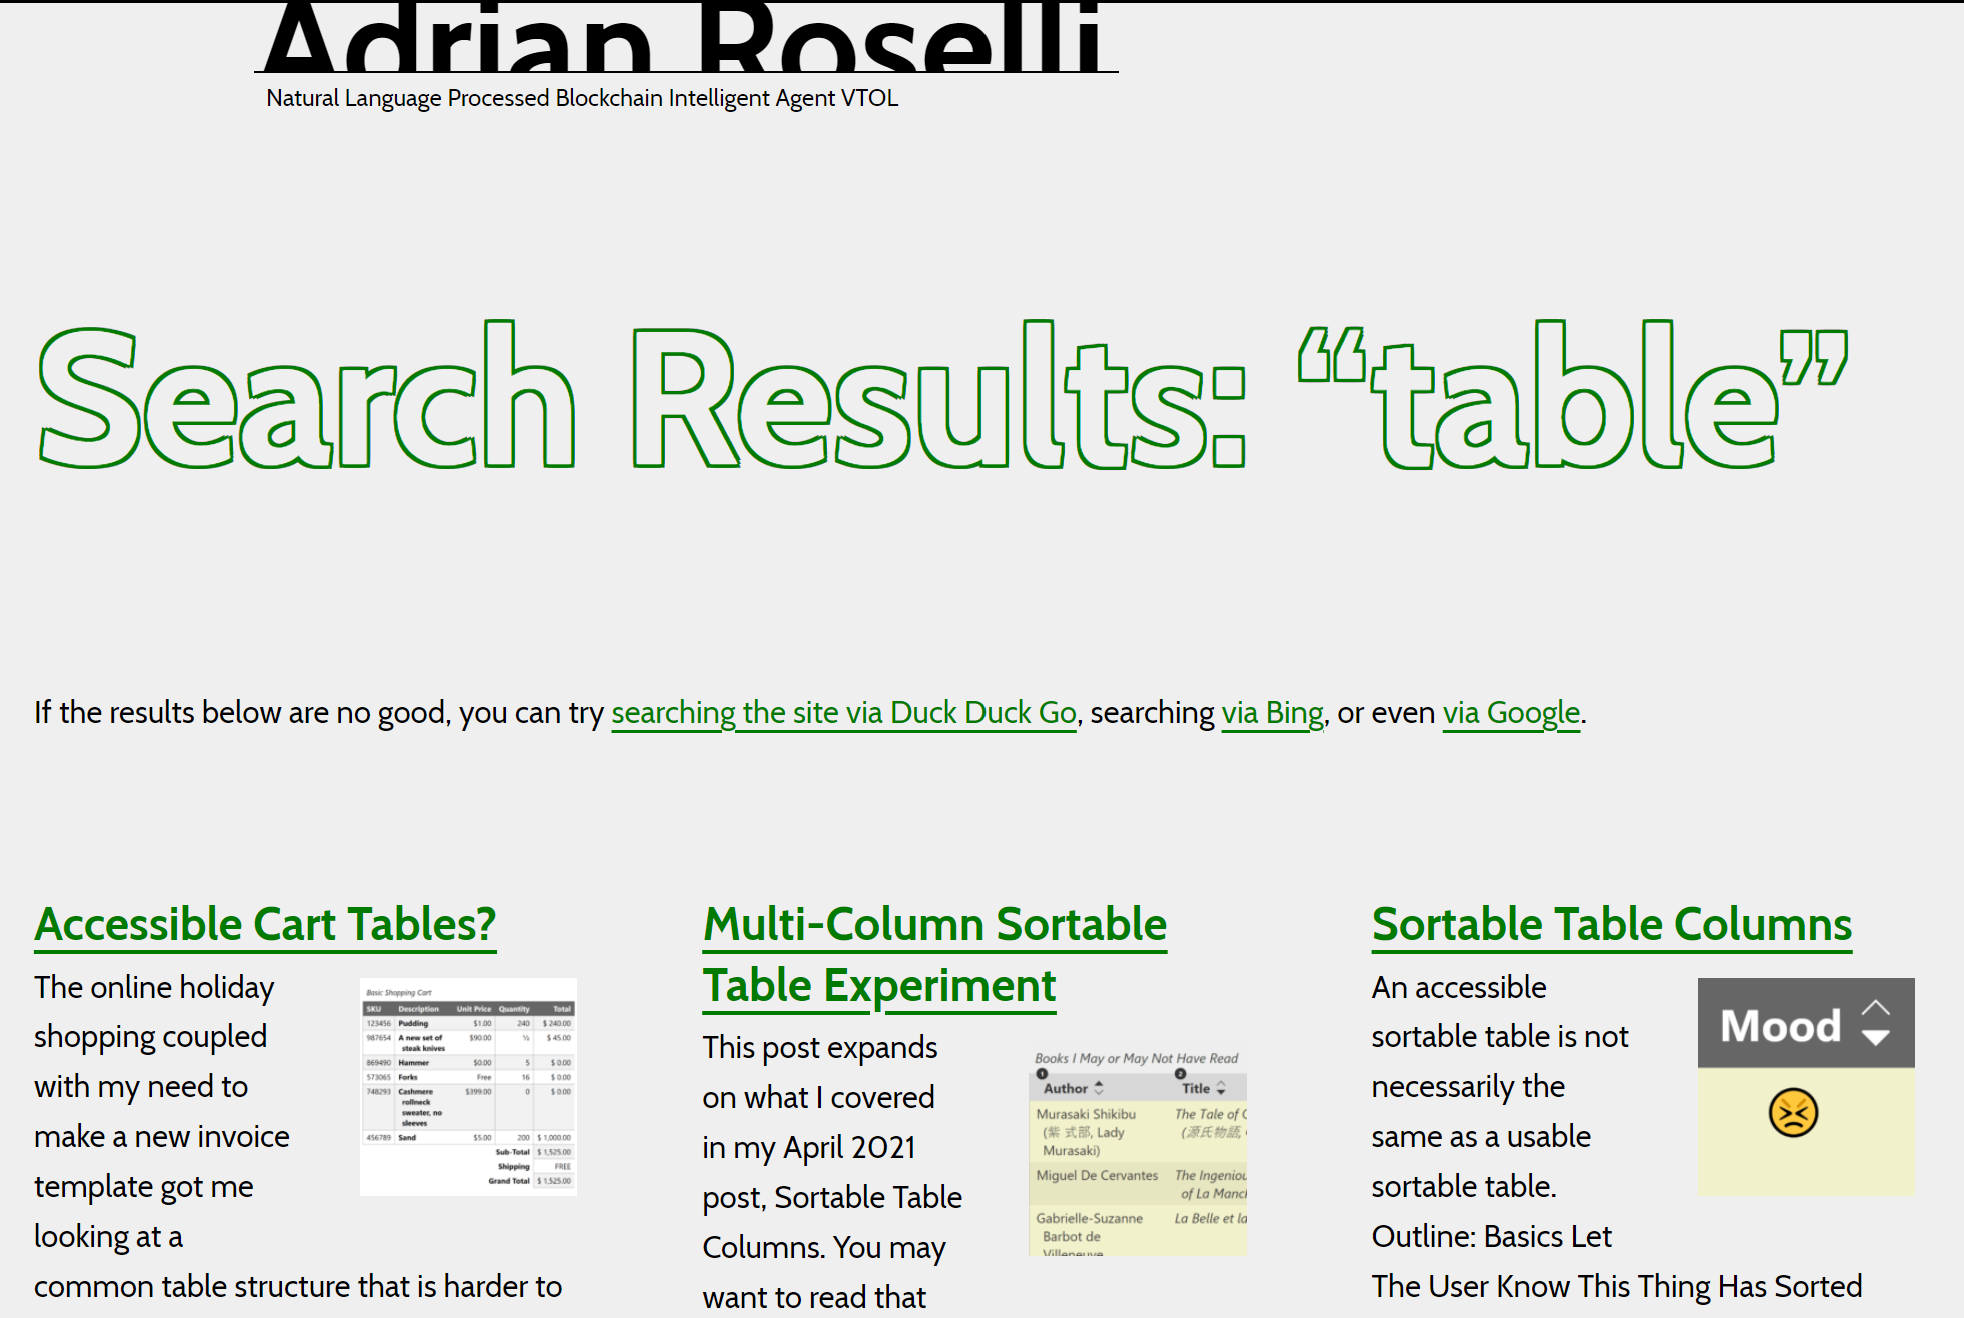 Adrian Roselli
Natural Language Processed Blockchain Intelligent Agent VTOL
Search Results: “table”
If the results below are no good, you can try searching the site via Duck Duck Go, searching via Bing, or even via Google.
Accessible Cart Tables?
The online holiday
shopping coupled
with my need to
make a new invoice
template got me
looking at a
common table structure that is harder to
Basic Shopping Cart
SKU Description Unit Price Quantity Total
123456 Pudding $1.00 240 $ 240.00
987654 A new set of $90.00 ½ $ 45.00
steak knives
869490 Hammer $0.00 5 $ 0.00
573065 Forks Free 16 $ 0.00
748293 Cashmere $399.00 0 $ 0.00
rollneck
sweater, no
sleeves
456789 Sand $5.00 200 $ 1,000.00
Sub-Total $ 1,525.00
Shipping FREE
Grand Total $ 1,525.00
Multi-Column Sortable
Table Experiment
This post expands
on what I covered
in my April 2021
post, Sortable Table
Columns. You may
want to read that
Books I May or May Not Have Read
1 2
Author Title
Murasaki Shikibu The Tale of
(紫 式部, Lady (源氏物語,
Murasaki)
Miguel De Cervantes The Ingeniou
of La Manc
Gabrielle-Suzanne La Belle et la
Barbot de
Villeneuve
Sortable Table Columns
An accessible
sortable table is not
necessarily the
same as a usable
sortable table.
Outline: Basics Let
The User Know This Thing Has Sorted
Mood